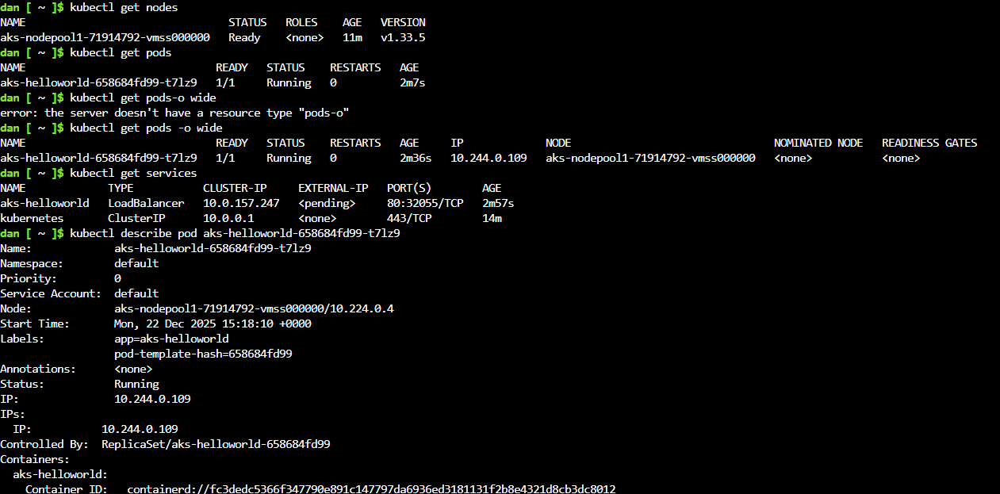 dan [ ~ ]$ kubectl get nodes
NAME                                STATUS   ROLES    AGE   VERSION
aks-nodepool1-71914792-vmss000000   Ready    <none>   11m   v1.33.5
dan [ ~ ]$ kubectl get pods
NAME                              READY   STATUS    RESTARTS   AGE
aks-helloworld-658684fd99-t7lz9   1/1     Running   0          2m7s
dan [ ~ ]$ kubectl get pods-o wide
error: the server doesn't have a resource type "pods-o"
dan [ ~ ]$ kubectl get pods -o wide
NAME                              READY   STATUS    RESTARTS   AGE    IP             NODE                                NOMINATED NODE   READINESS GATES
aks-helloworld-658684fd99-t7lz9   1/1     Running   0          2m36s  10.244.0.109   aks-nodepool1-71914792-vmss000000   <none>           <none>
dan [ ~ ]$ kubectl get services
NAME             TYPE           CLUSTER-IP     EXTERNAL-IP   PORT(S)        AGE
aks-helloworld   LoadBalancer   10.0.157.247   <pending>     80:32055/TCP   2m57s
kubernetes       ClusterIP      10.0.0.1       <none>        443/TCP        14m
dan [ ~ ]$ kubectl describe pod aks-helloworld-658684fd99-t7lz9
Name:             aks-helloworld-658684fd99-t7lz9
Namespace:        default
Priority:         0
Service Account:  default
Node:             aks-nodepool1-71914792-vmss000000/10.224.0.4
Start Time:       Mon, 22 Dec 2025 15:18:10 +0000
Labels:           app=aks-helloworld
                  pod-template-hash=658684fd99
Annotations:      <none>
Status:           Running
IP:               10.244.0.109
IPs:
  IP:           10.244.0.109
Controlled By:  ReplicaSet/aks-helloworld-658684fd99
Containers:
  aks-helloworld:
    Container ID:   containerd://fc3dedc5366f347790e891c147797da6936ed3181131f2b8e4321d8cb3dc8012